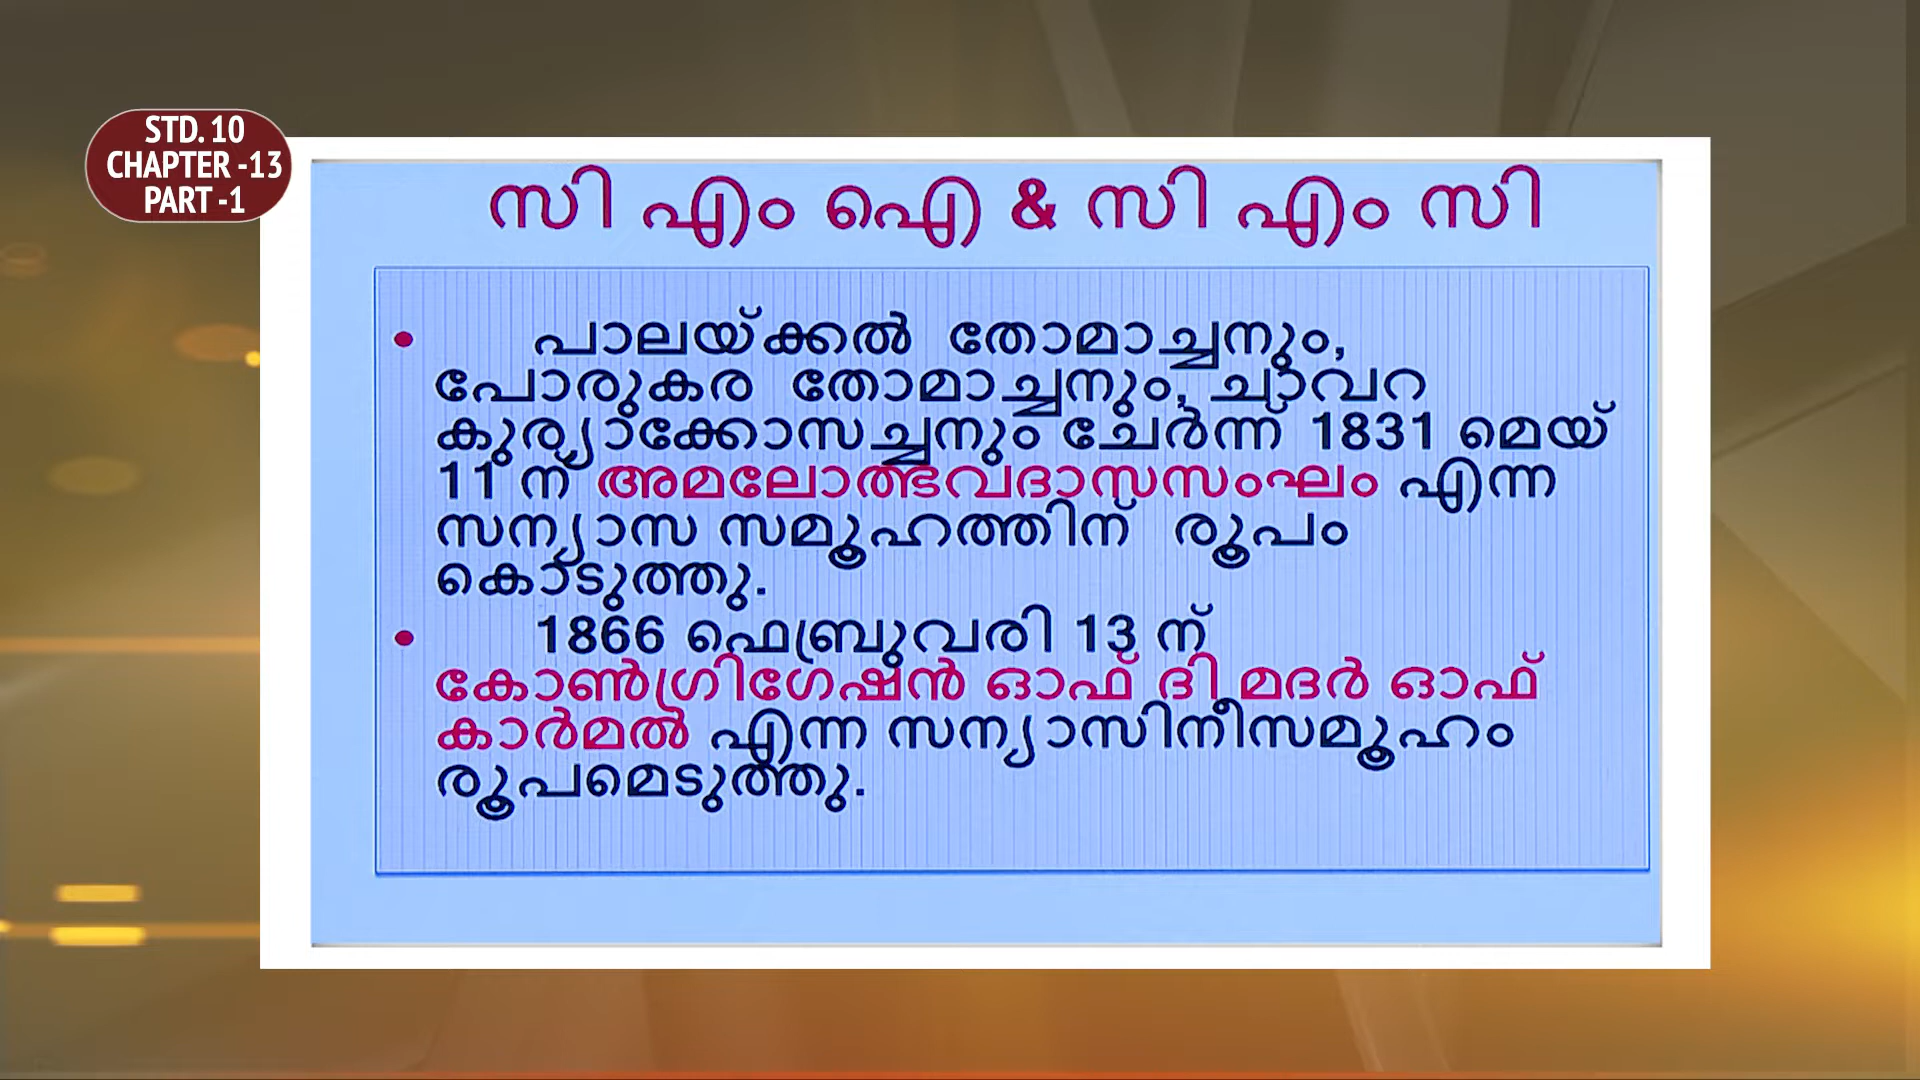 STD. 10
CHAPTER -13
PART -1
സി എം ഐ & സി എം സി
• പാലയ്ക്കൽ തോമാച്ചനും,
പോരുകര തോമാച്ചനും, ചാവറ
കുര്യാക്കോസച്ചനും ചേർന്ന് 1831 മെയ്
11 ന് അമലോത്ഭവദാസസംഘം എന്ന
സന്യാസ സമൂഹത്തിന് രൂപം
കൊടുത്തു.
• 1866 ഫെബ്രുവരി 13 ന്
കോൺഗ്രിഗേഷൻ ഓഫ് ദി മദർ ഓഫ്
കാർമൽ എന്ന സന്യാസിനീസമൂഹം
രൂപമെടുത്തു.